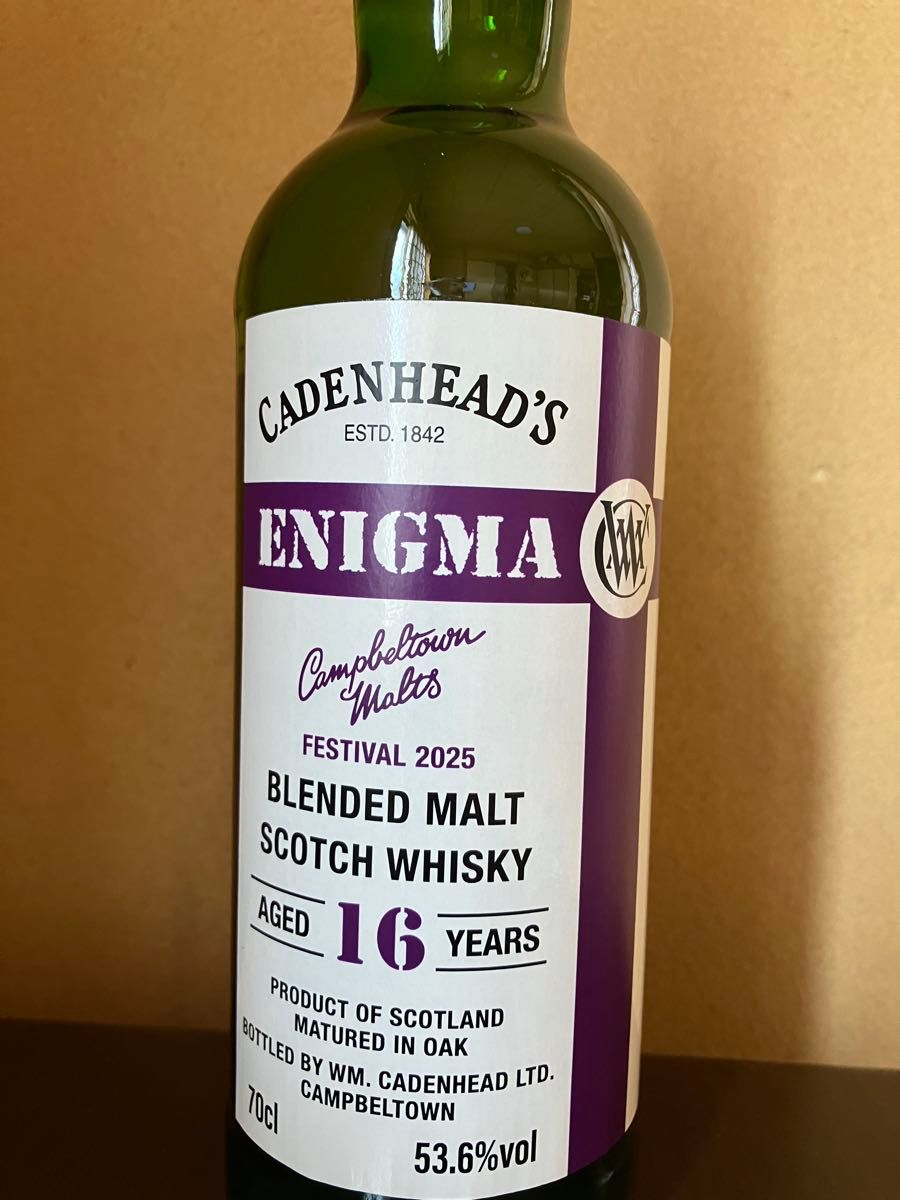 CADENHEAD'S
ESTD. 1842
ENIGMA
WMC
Campbeltown
Malts
FESTIVAL 2025
BLENDED MALT
SCOTCH WHISKY
AGED 16 YEARS
PRODUCT OF SCOTLAND
MATURED IN OAK
BOTTLED BY WM. CADENHEAD LTD.
CAMPBELTOWN
70cl
53.6%vol